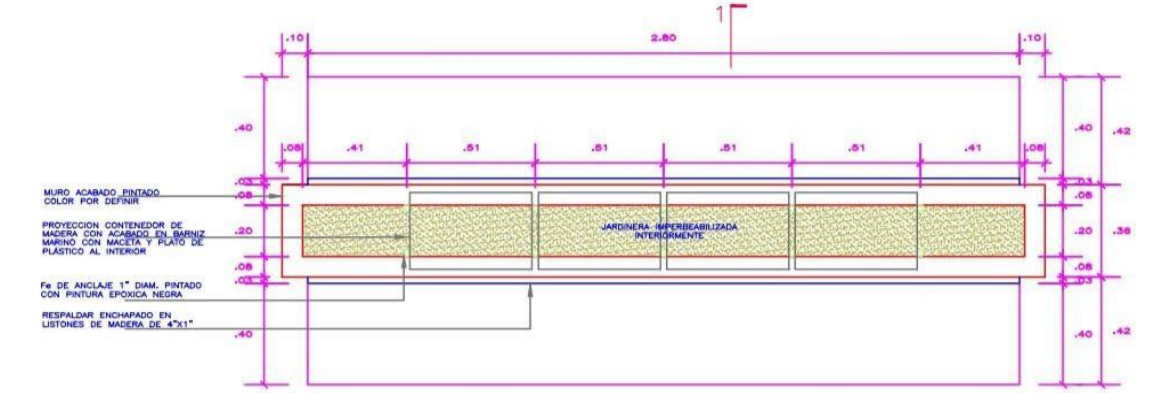 1
.10 2.80 .10
.40 .40 .42
.08 .41 .51 .51 .51 .51 .41 .08
.03 .03
MURO ACABADO PINTADO
COLOR POR DEFINIR
.08 .08
PROYECCION CONTENEDOR DE
MADERA CON ACABADO EN BARNIZ
MARINO CON MACETA Y PLATO DE
PLÁSTICO AL INTERIOR
.20 .20 .36
JARDINERA IMPERBEABILIZADA
INTERIORMENTE
.08 .08
Fe DE ANCLAJE 1" DIAM. PINTADO
CON PINTURA EPOXICA NEGRA
.03 .03
RESPALDAR ENCHAPADO EN
LISTONES DE MADERA DE 4"X1"
.40 .40 .42